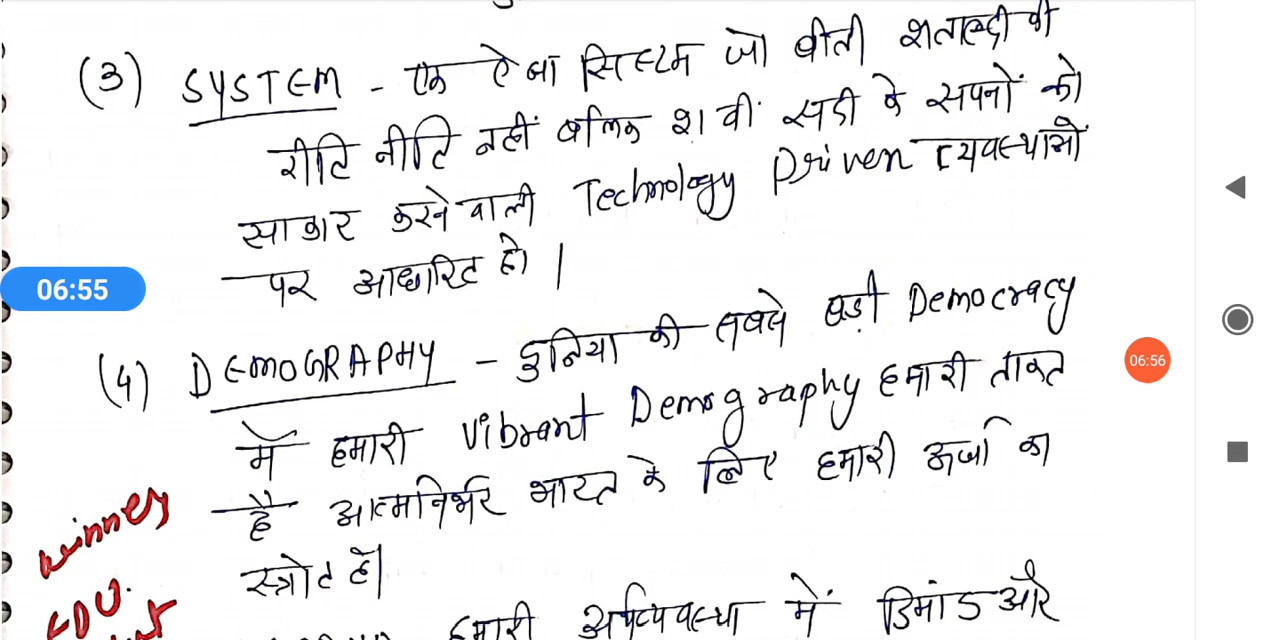 (3) SYSTEM - एक ऐसा सिस्टम जो बीती शताब्दी की
रीति नीति नहीं बल्कि 21 वीं सदी के सपनों को
साकार करने वाली Technology Driven व्यवस्थाओं
पर आधारित हो।
06:55
(4) DEMOGRAPHY - दुनिया की सबसे बड़ी Democracy
06:56
में हमारी Vibrant Demography हमारी ताकत
है आत्मनिर्भर भारत के लिए हमारी ऊर्जा का
स्त्रोत है।
winners
EDU.
हमारी अर्थव्यवस्था में डिमांड और